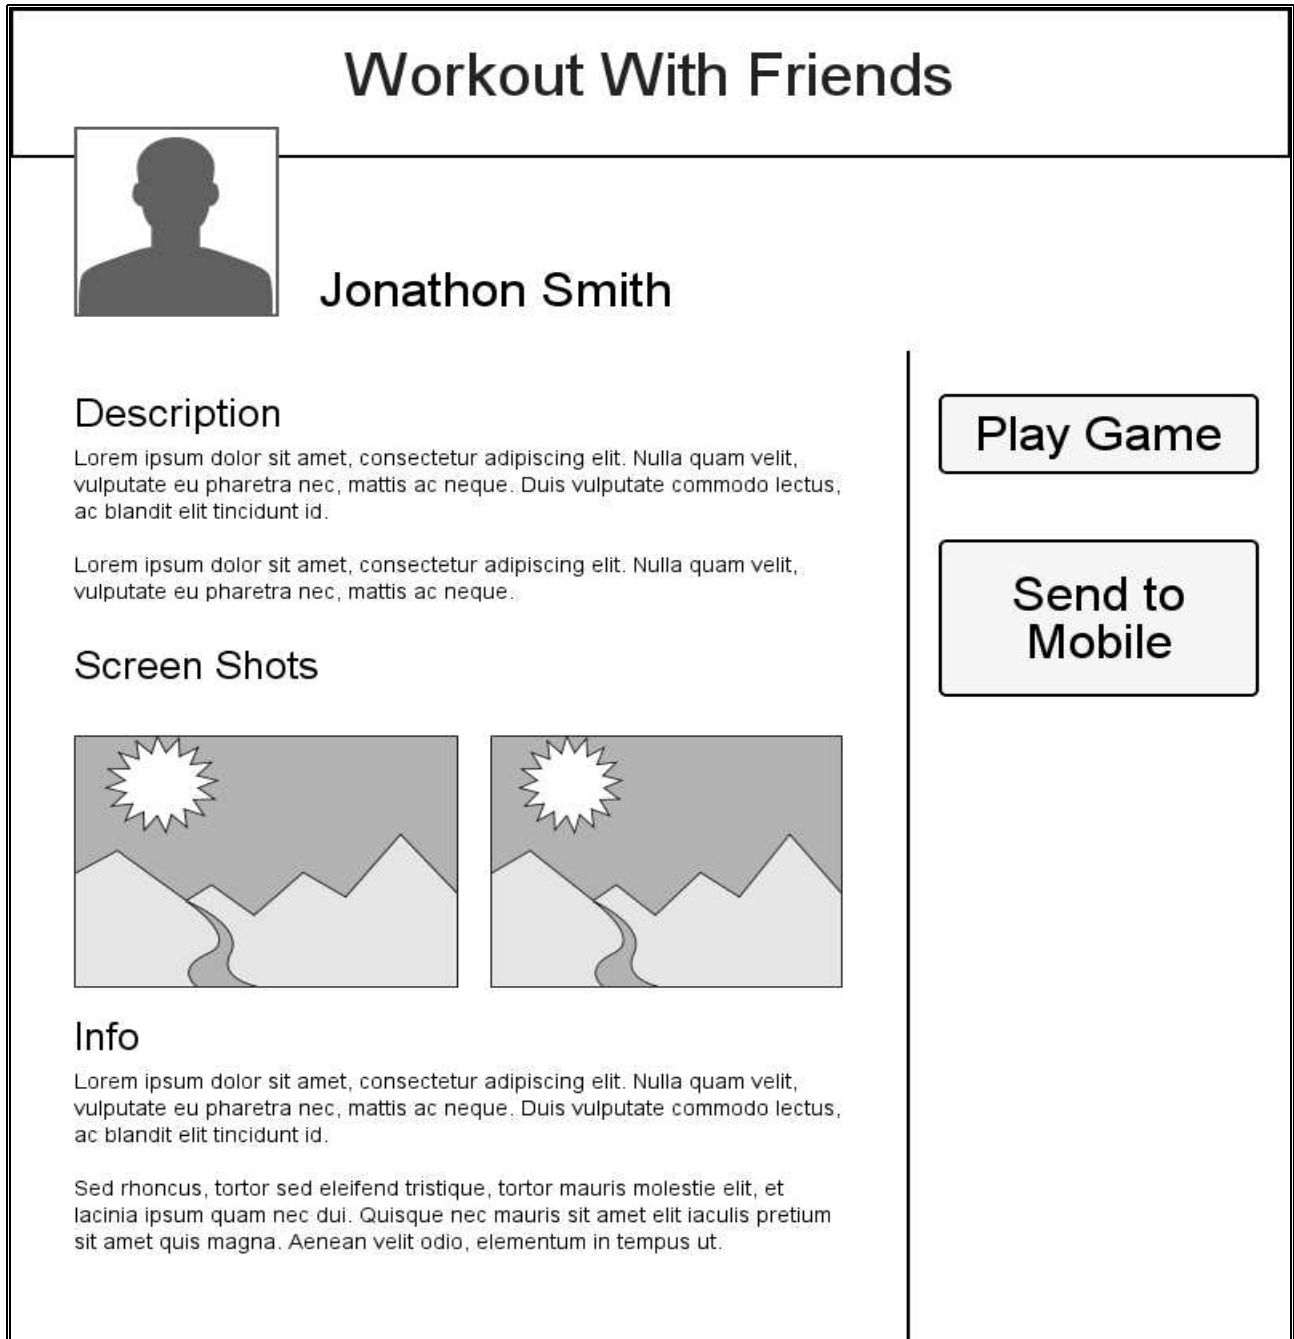 Workout With Friends
Jonathon Smith
Description
Lorem ipsum dolor sit amet, consectetur adipiscing elit. Nulla quam velit,
vulputate eu pharetra nec, mattis ac neque. Duis vulputate commodo lectus,
ac blandit elit tincidunt id.
Lorem ipsum dolor sit amet, consectetur adipiscing elit. Nulla quam velit,
vulputate eu pharetra nec, mattis ac neque.
Screen Shots
Info
Lorem ipsum dolor sit amet, consectetur adipiscing elit. Nulla quam velit,
vulputate eu pharetra nec, mattis ac neque. Duis vulputate commodo lectus,
ac blandit elit tincidunt id.
Sed rhoncus, tortor sed eleifend tristique, tortor mauris molestie elit, et
lacinia ipsum quam nec dui. Quisque nec mauris sit amet elit iaculis pretium
sit amet quis magna. Aenean velit odio, elementum in tempus ut.
Play Game
Send to
Mobile